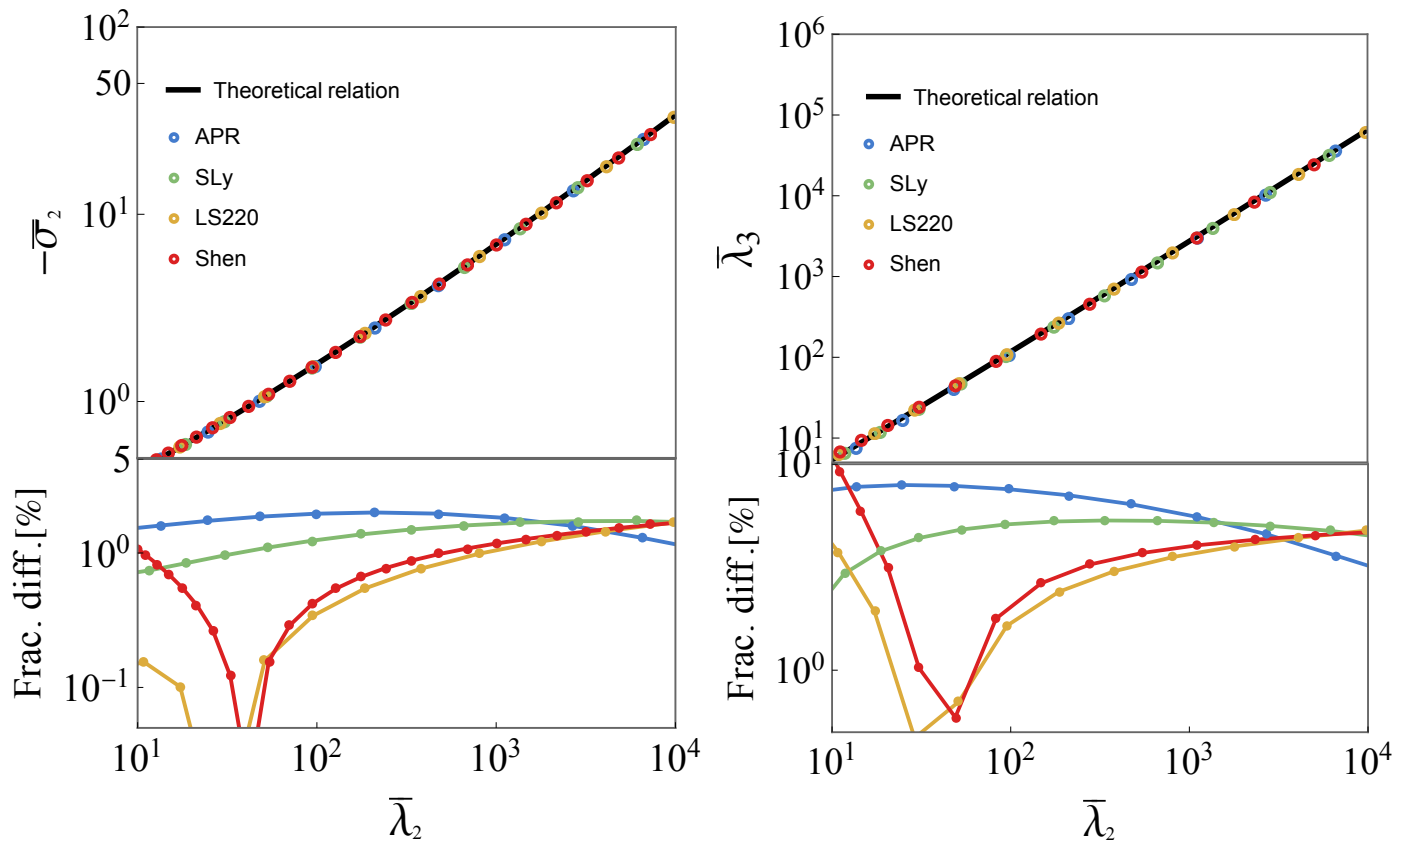 10²
50
10¹
10⁰
5
−σ̅₂
Theoretical relation
APR
SLy
LS220
Shen
10⁰
10⁻¹
Frac. diff.[%]
10¹ 10² 10³ 10⁴
λ̅₂
10⁶
10⁵
10⁴
10³
10²
10¹
λ̅₃
Theoretical relation
APR
SLy
LS220
Shen
10¹
10⁰
Frac. diff.[%]
10¹ 10² 10³ 10⁴
λ̅₂